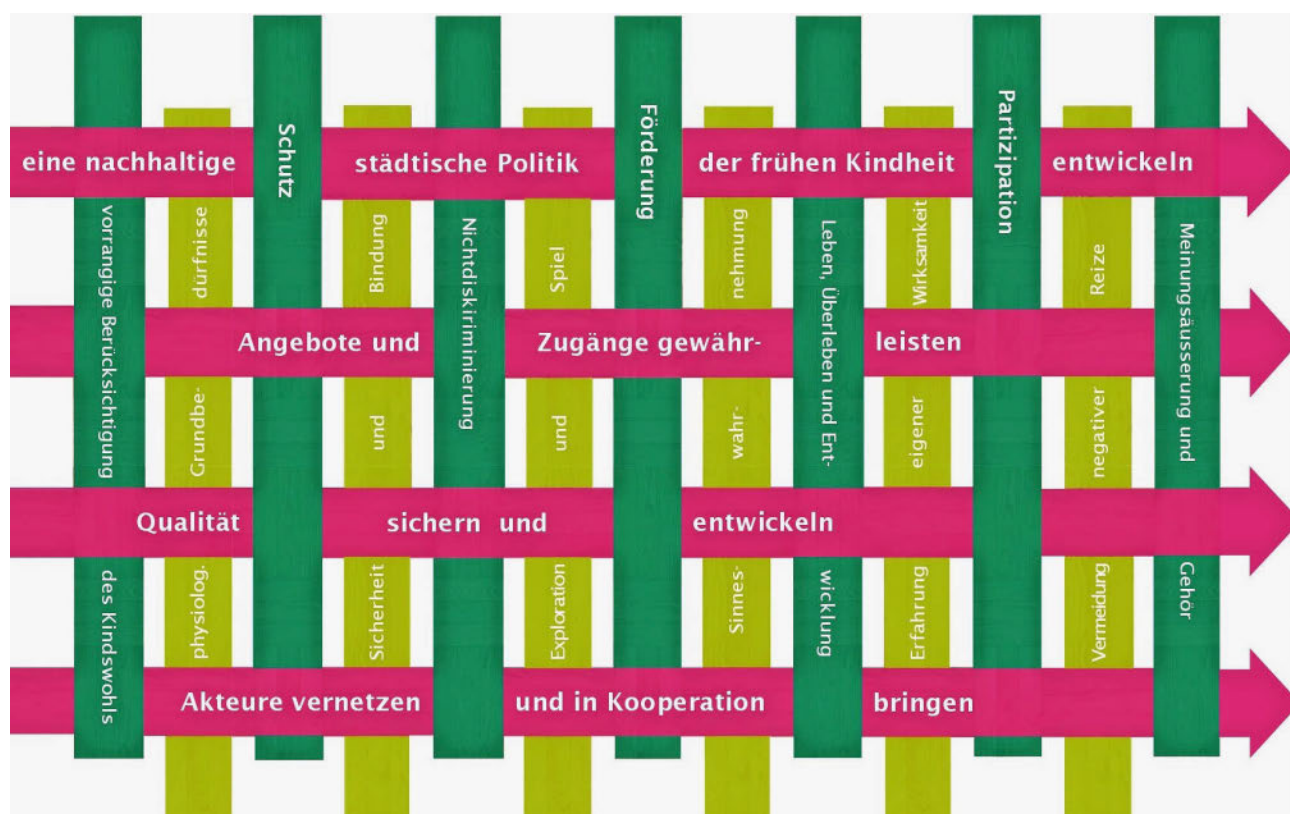 eine nachhaltige städtische Politik der frühen Kindheit entwickeln
Angebote und Zugänge gewähr- leisten
Qualität sichern und entwickeln
Akteure vernetzen und in Kooperation bringen
vorrangige Berücksichtigung des Kindswohls
physiolog. Grundbe- dürfnisse
Schutz
Sicherheit und Bindung
Nichtdiskiriminierung
Exploration und Spiel
Förderung
Sinnes- wahr- nehmung
Leben, Überleben und Ent- wicklung
Erfahrung eigener Wirksamkeit
Partizipation
Vermeidung negativer Reize
Meinungsäusserung und Gehör